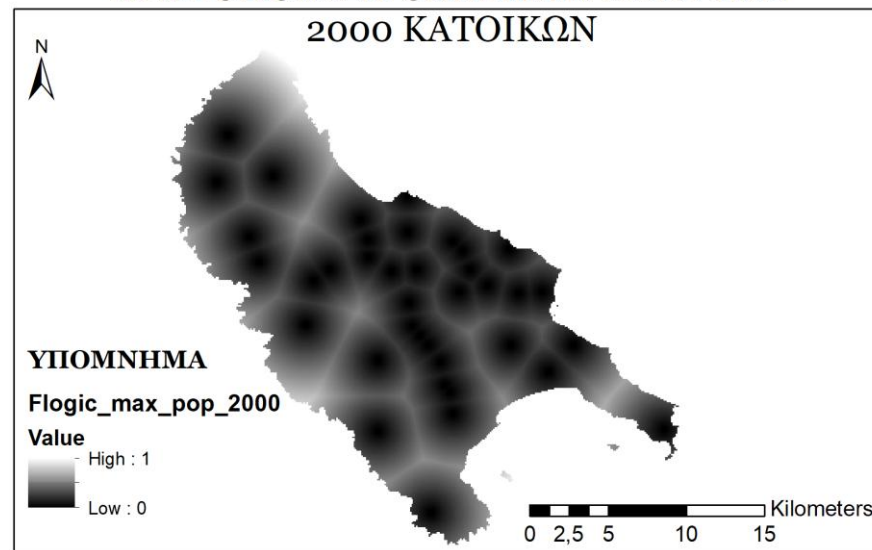 2000 ΚΑΤΟΙΚΩΝ
N
ΥΠΟΜΝΗΜΑ
Flogic_max_pop_2000
Value
High : 1
Low : 0
Kilometers
0 2,5 5 10 15